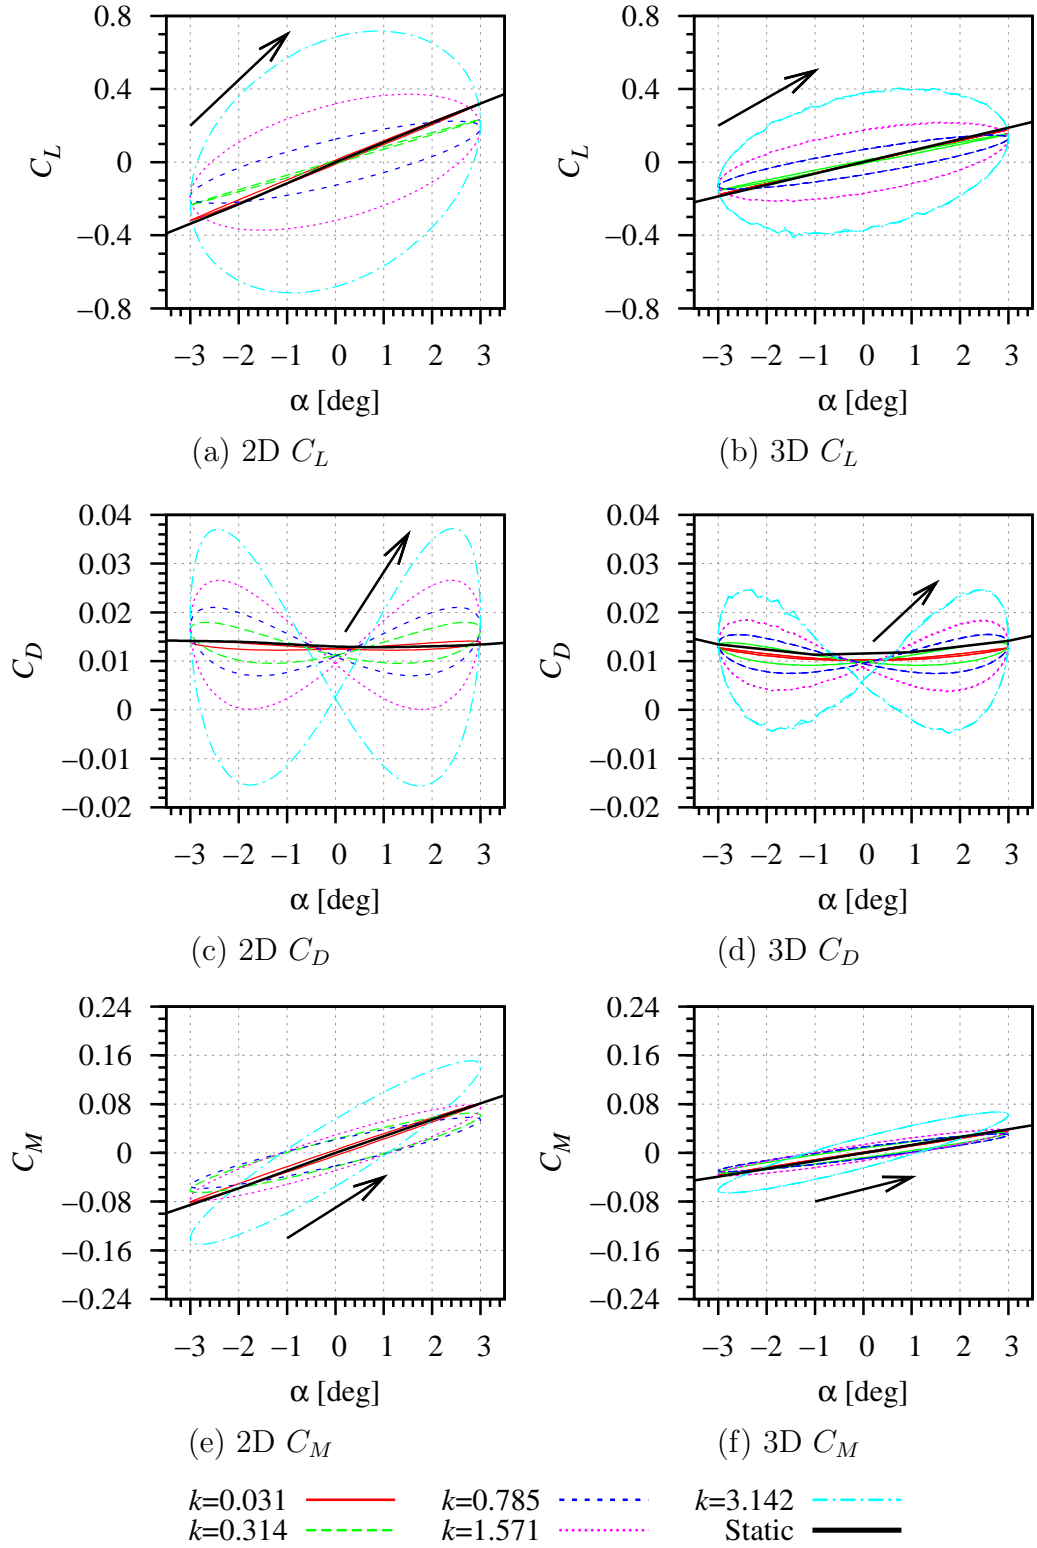 0.8
0.4
0
−0.4
−0.8
C_L
−3 −2 −1 0 1 2 3
α [deg]
(a) 2D C_L
0.8
0.4
0
−0.4
−0.8
C_L
−3 −2 −1 0 1 2 3
α [deg]
(b) 3D C_L
0.04
0.03
0.02
0.01
0
−0.01
−0.02
C_D
−3 −2 −1 0 1 2 3
α [deg]
(c) 2D C_D
0.04
0.03
0.02
0.01
0
−0.01
−0.02
C_D
−3 −2 −1 0 1 2 3
α [deg]
(d) 3D C_D
0.24
0.16
0.08
0
−0.08
−0.16
−0.24
C_M
−3 −2 −1 0 1 2 3
α [deg]
(e) 2D C_M
0.24
0.16
0.08
0
−0.08
−0.16
−0.24
C_M
−3 −2 −1 0 1 2 3
α [deg]
(f) 3D C_M
k=0.031 k=0.785 k=3.142
k=0.314 k=1.571 Static